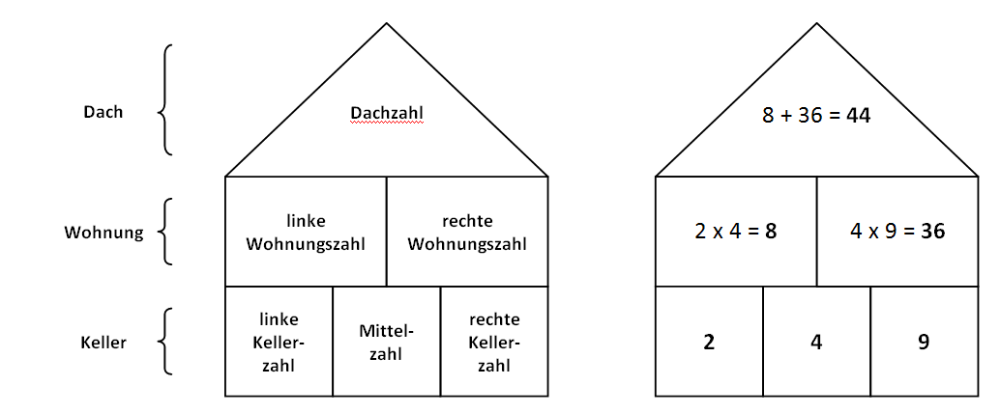 Dach
Dachzahl
8 + 36 = 44
Wohnung
linke
Wohnungszahl
rechte
Wohnungszahl
2 x 4 = 8
4 x 9 = 36
Keller
linke
Keller-
zahl
Mittel-
zahl
rechte
Keller-
zahl
2
4
9